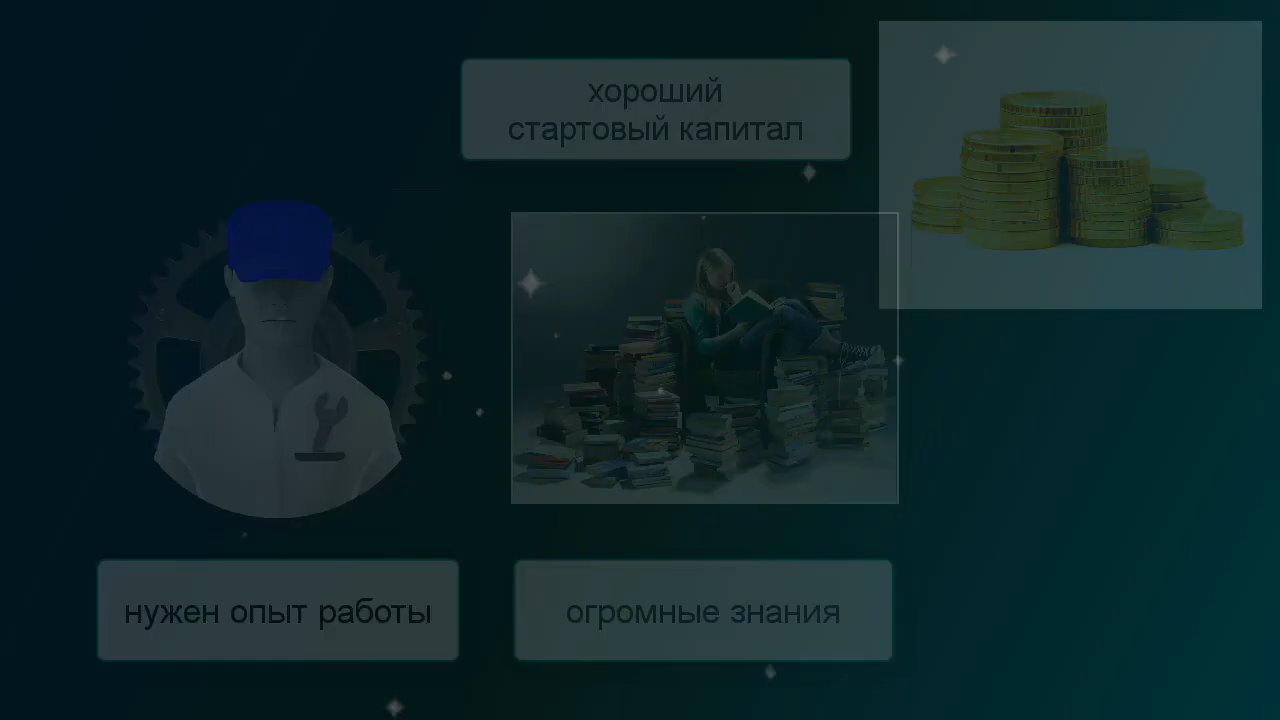 хороший
стартовый капитал
нужен опыт работы
огромные знания